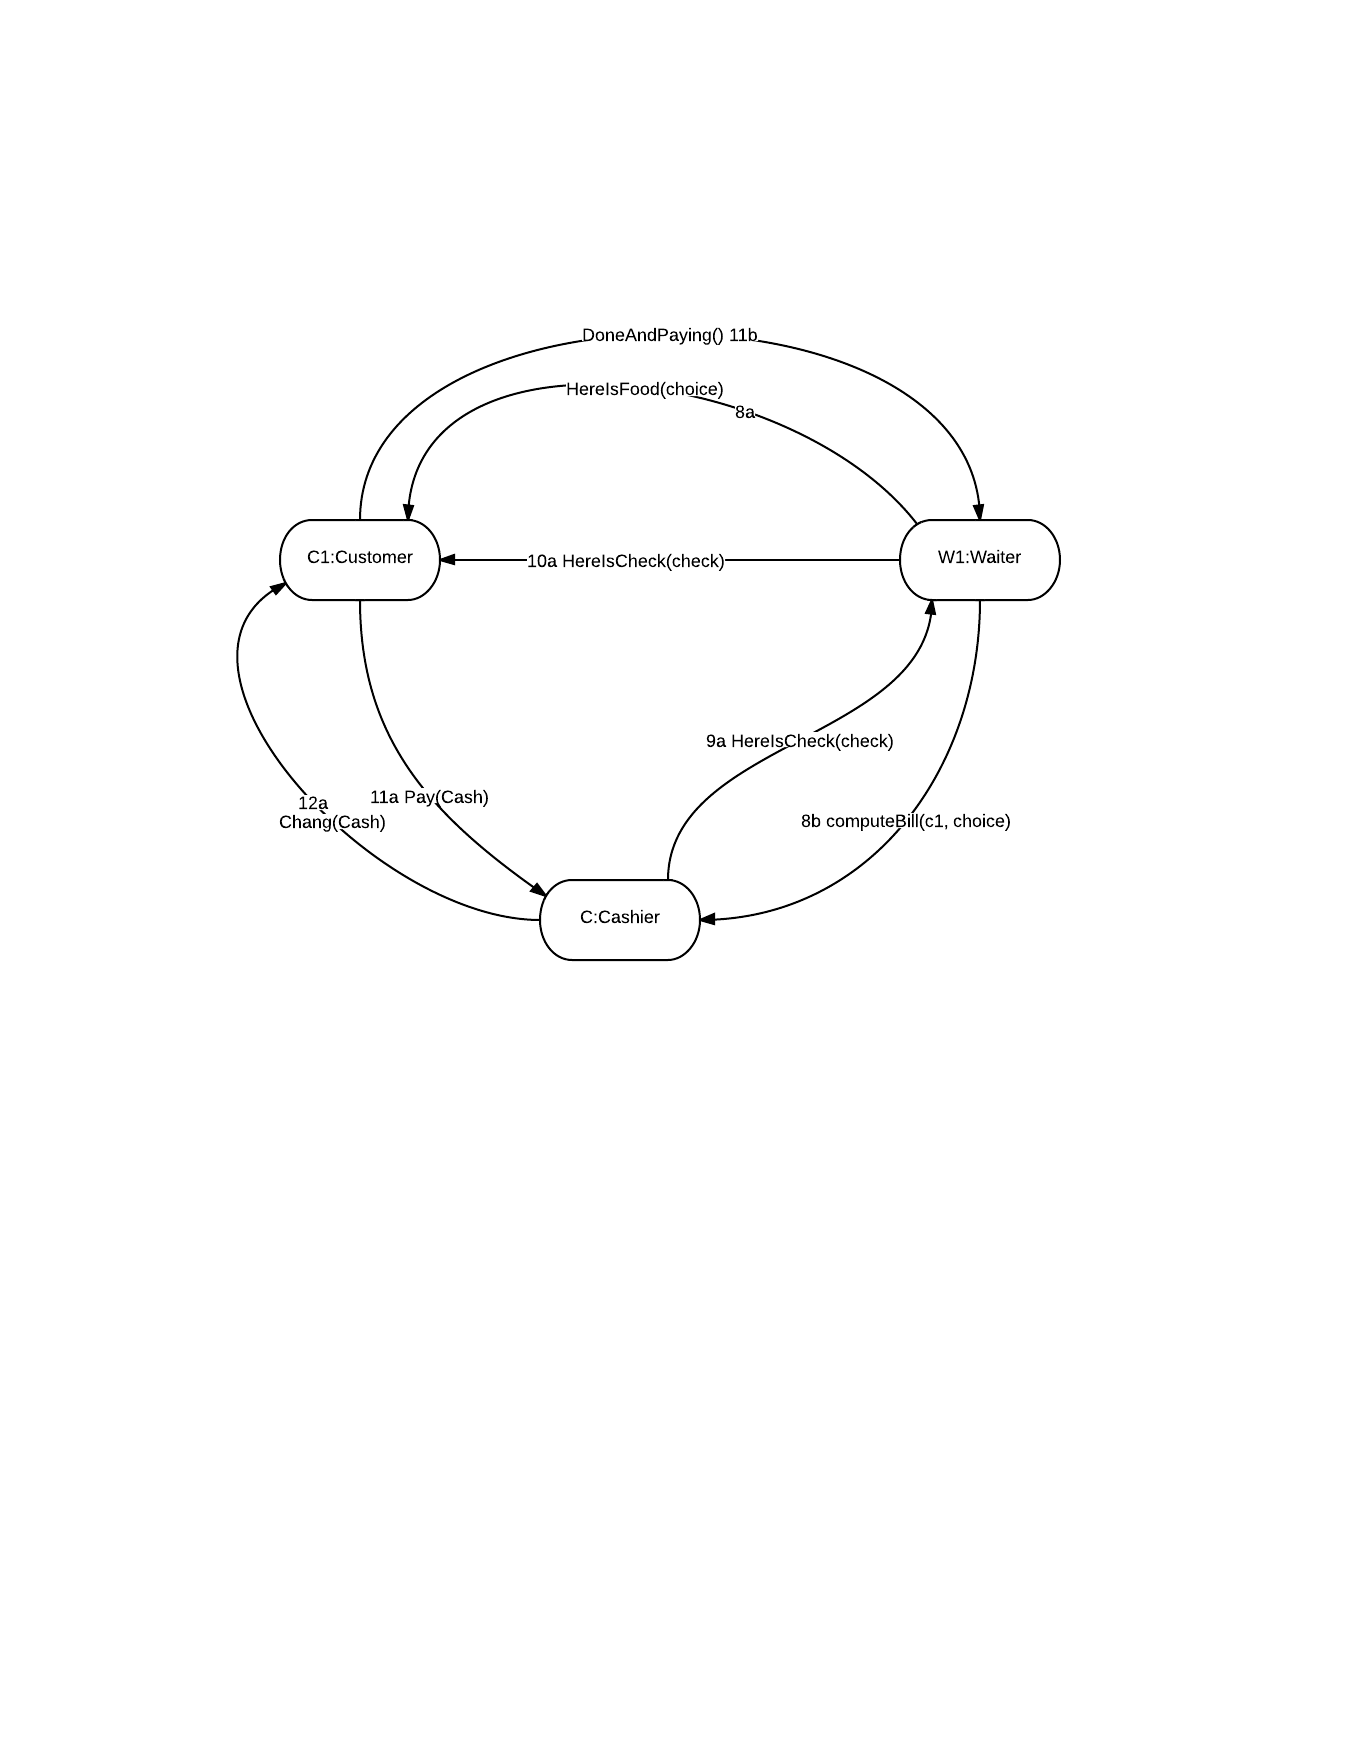 DoneAndPaying() 11b
HereIsFood(choice)
8a
C1:Customer
W1:Waiter
10a HereIsCheck(check)
9a HereIsCheck(check)
11a Pay(Cash)
12a
Chang(Cash)
8b computeBill(c1, choice)
C:Cashier